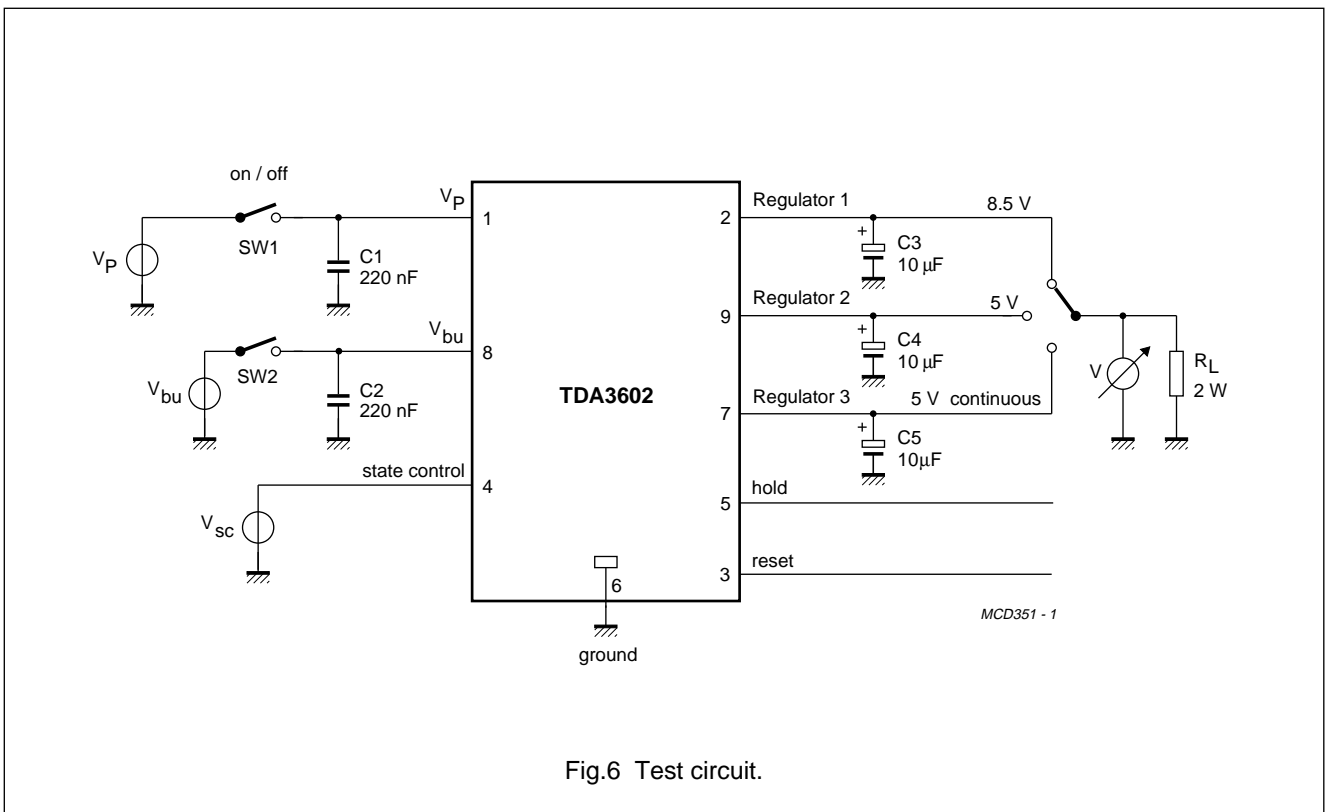 on / off
V_P
1
SW1
V_P
C1
220 nF
V_bu
8
SW2
V_bu
C2
220 nF
state control
4
V_sc
TDA3602
6
ground
2
Regulator 1
8.5 V
+
C3
10 µF
9
Regulator 2
5 V
+
C4
10 µF
V
R_L
2 W
7
Regulator 3
5 V continuous
+
C5
10µF
5
hold
3
reset
MCD351 - 1
Fig.6 Test circuit.